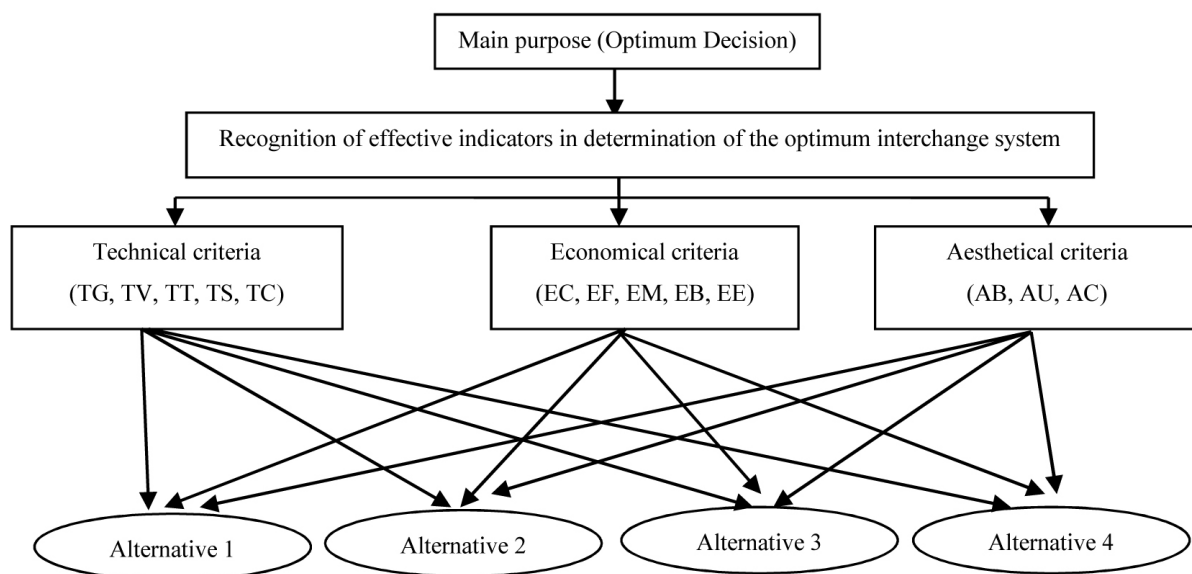 Main purpose (Optimum Decision)
Recognition of effective indicators in determination of the optimum interchange system
Technical criteria
(TG, TV, TT, TS, TC)
Economical criteria
(EC, EF, EM, EB, EE)
Aesthetical criteria
(AB, AU, AC)
Alternative 1
Alternative 2
Alternative 3
Alternative 4